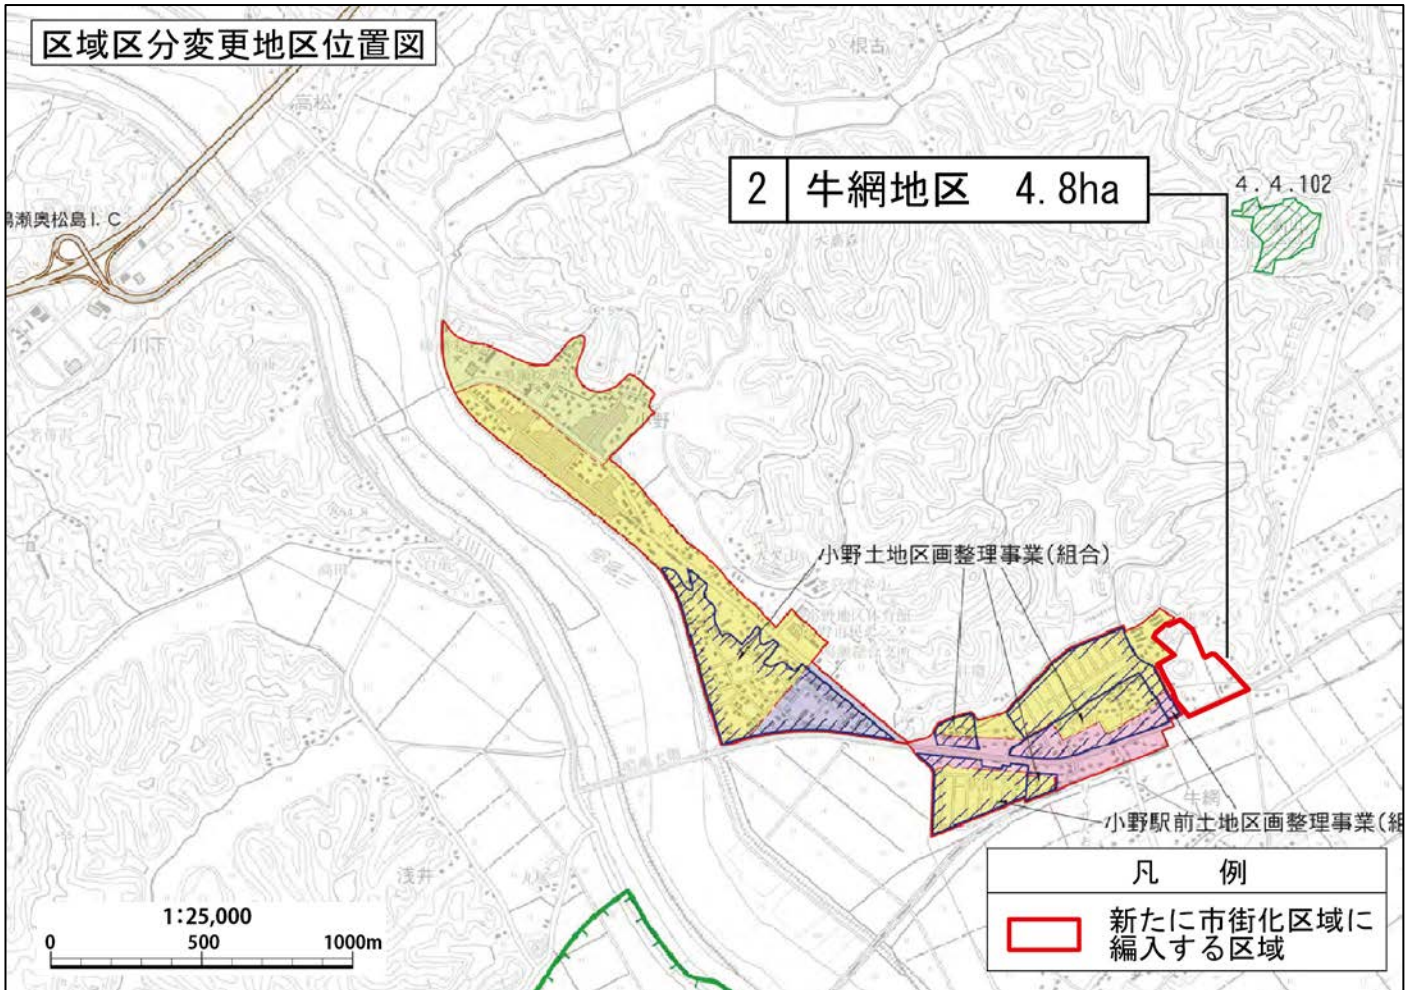 区域区分変更地区位置図
根古
高松
2 牛網地区 4.8ha
4.4.102
鳴瀬奥松島I.C
川下
小野
小野土地区画整理事業(組合)
牛網
小野駅前土地区画整理事業(組
浅井
凡 例
新たに市街化区域に
編入する区域
1:25,000
0 500 1000m